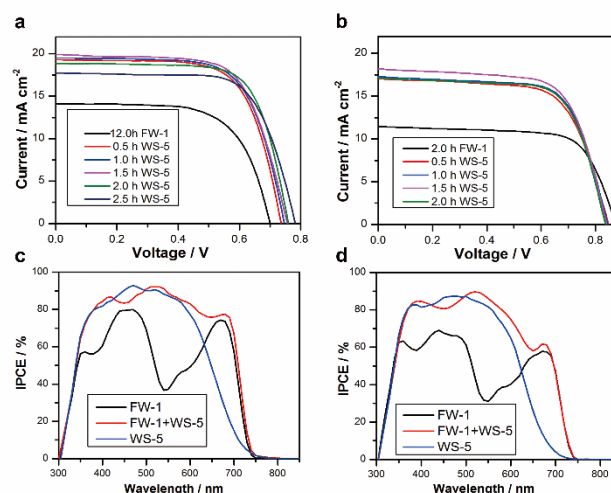 a
Current / mA cm⁻²
20
15
10
5
0
12.0h FW-1
0.5 h WS-5
1.0 h WS-5
1.5 h WS-5
2.0 h WS-5
2.5 h WS-5
0.0 0.2 0.4 0.6 0.8
Voltage / V
b
Current / mA cm⁻²
20
15
10
5
0
2.0 h FW-1
0.5 h WS-5
1.0 h WS-5
1.5 h WS-5
2.0 h WS-5
0.0 0.2 0.4 0.6 0.8
Voltage / V
c
IPCE / %
100
80
60
40
20
0
FW-1
FW-1+WS-5
WS-5
300 400 500 600 700 800
Wavelength / nm
d
IPCE / %
100
80
60
40
20
0
FW-1
FW-1+WS-5
WS-5
300 400 500 600 700 800
Wavelength / nm